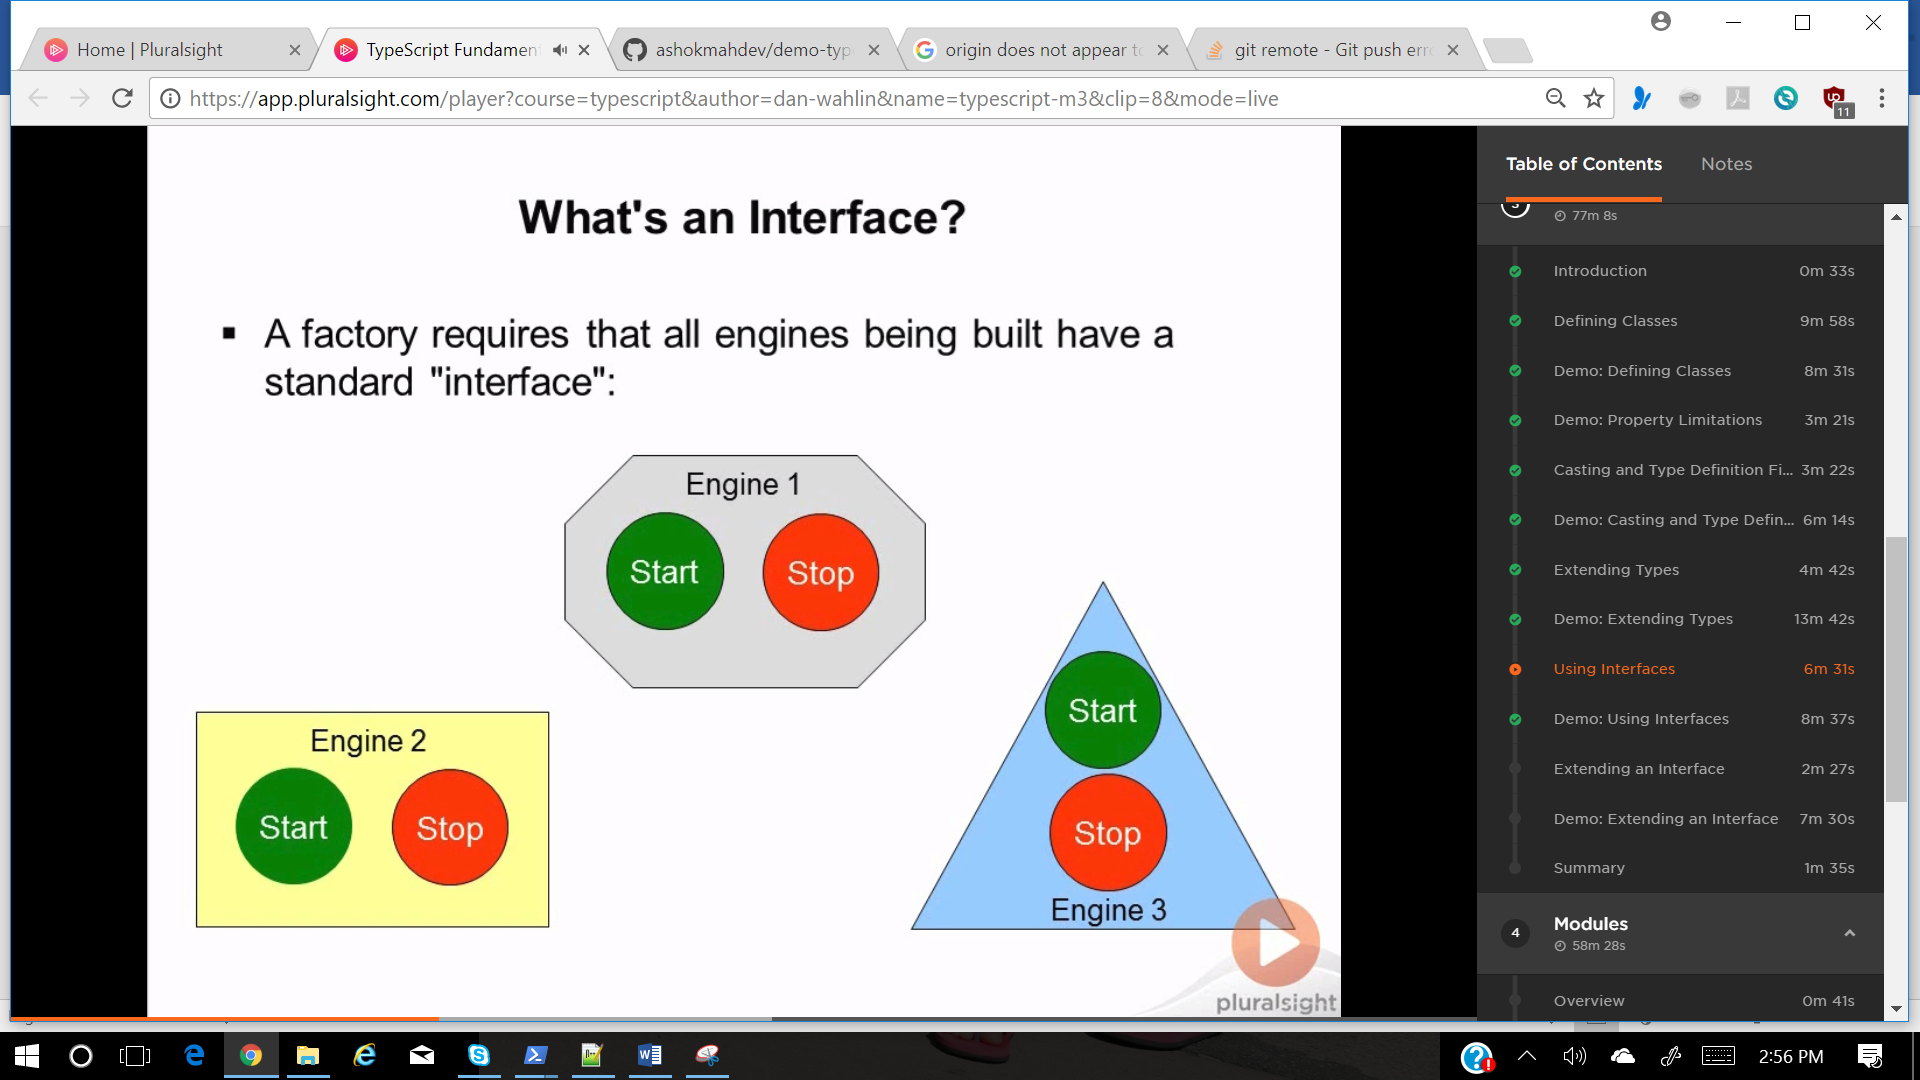 Home | Pluralsight
TypeScript Fundamen
ashokmahdev/demo-typ
origin does not appear to
git remote - Git push erro
https://app.pluralsight.com/player?course=typescript&author=dan-wahlin&name=typescript-m3&clip=8&mode=live
11
What's an Interface?
▪ A factory requires that all engines being built have a
standard "interface":
Engine 1
Start
Stop
Engine 2
Start
Stop
Start
Stop
Engine 3
pluralsight
Table of Contents
Notes
77m 8s
Introduction 0m 33s
Defining Classes 9m 58s
Demo: Defining Classes 8m 31s
Demo: Property Limitations 3m 21s
Casting and Type Definition Fi... 3m 22s
Demo: Casting and Type Defin... 6m 14s
Extending Types 4m 42s
Demo: Extending Types 13m 42s
Using Interfaces 6m 31s
Demo: Using Interfaces 8m 37s
Extending an Interface 2m 27s
Demo: Extending an Interface 7m 30s
Summary 1m 35s
4 Modules
58m 28s
Overview 0m 41s
2:56 PM